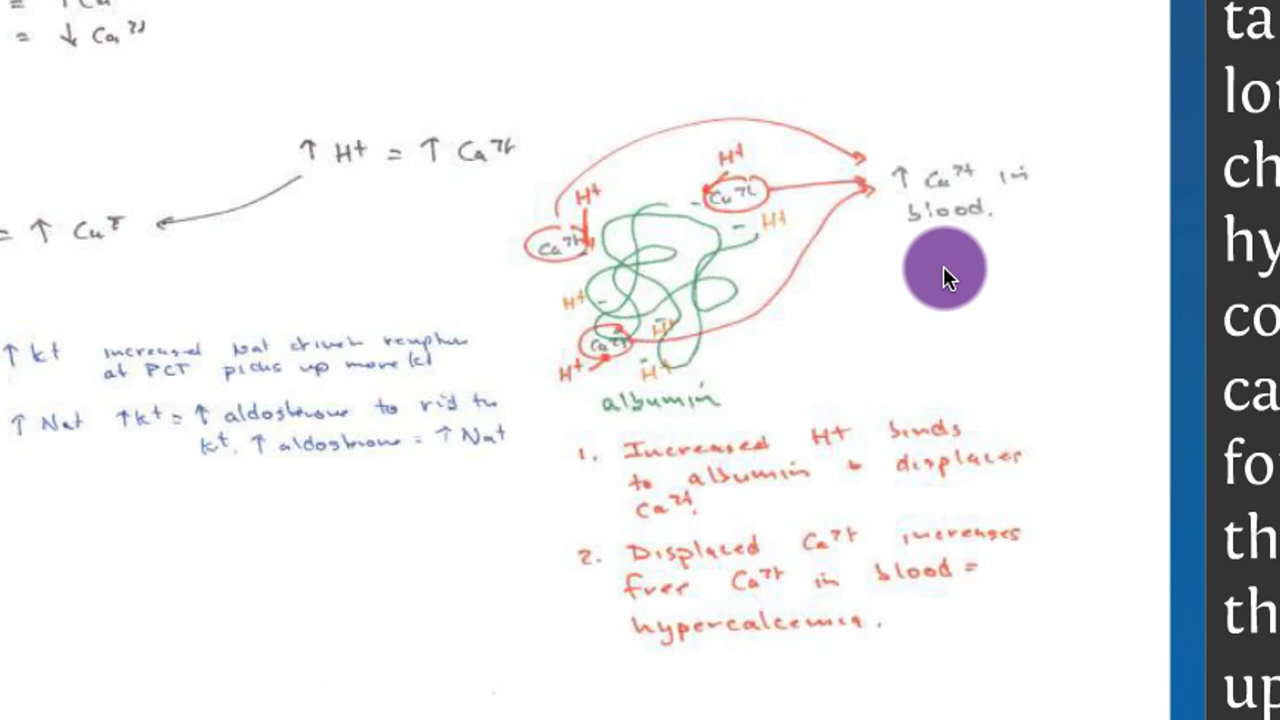 = ↑ Ca
= ↓ Ca²⁺
↑ H⁺ = ↑ Ca²⁺
= ↑ Ca²⁺
H⁺
H⁺
Ca²⁺
- H⁺
Ca²⁺
H⁺ -
- H⁺
Ca²⁺
H⁺
- H⁺
albumin
↑ Ca²⁺ in
blood.
↑ K⁺ increased Na⁺ driven
at PCT picks up more K⁺
↑ Na⁺ ↑K⁺ = ↑ aldosterone to rid the
K⁺. ↑ aldosterone = ↑ Na⁺
1. Increased H⁺ binds
to albumin & displaces
Ca²⁺.
2. Displaced Ca²⁺ increases
free Ca²⁺ in blood =
hypercalcemia.
ta
lo
ch
hy
co
ca
fo
th
th
up